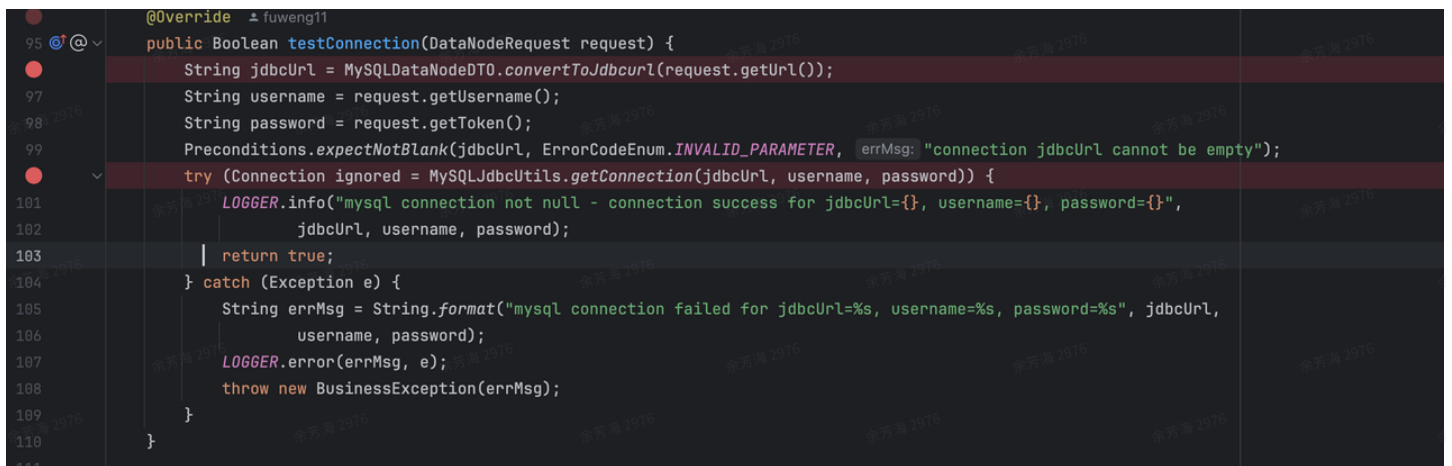 @Override fuweng11
95 public Boolean testConnection(DataNodeRequest request) {
String jdbcUrl = MySQLDataNodeDTO.convertToJdbcurl(request.getUrl());
97 String username = request.getUsername();
98 String password = request.getToken();
99 Preconditions.expectNotBlank(jdbcUrl, ErrorCodeEnum.INVALID_PARAMETER, errMsg: "connection jdbcUrl cannot be empty");
try (Connection ignored = MySQLJdbcUtils.getConnection(jdbcUrl, username, password)) {
101 LOGGER.info("mysql connection not null - connection success for jdbcUrl={}, username={}, password={}",
102 jdbcUrl, username, password);
103 return true;
104 } catch (Exception e) {
105 String errMsg = String.format("mysql connection failed for jdbcUrl=%s, username=%s, password=%s", jdbcUrl,
106 username, password);
107 LOGGER.error(errMsg, e);
108 throw new BusinessException(errMsg);
109 }
110 }
余芳海 2976